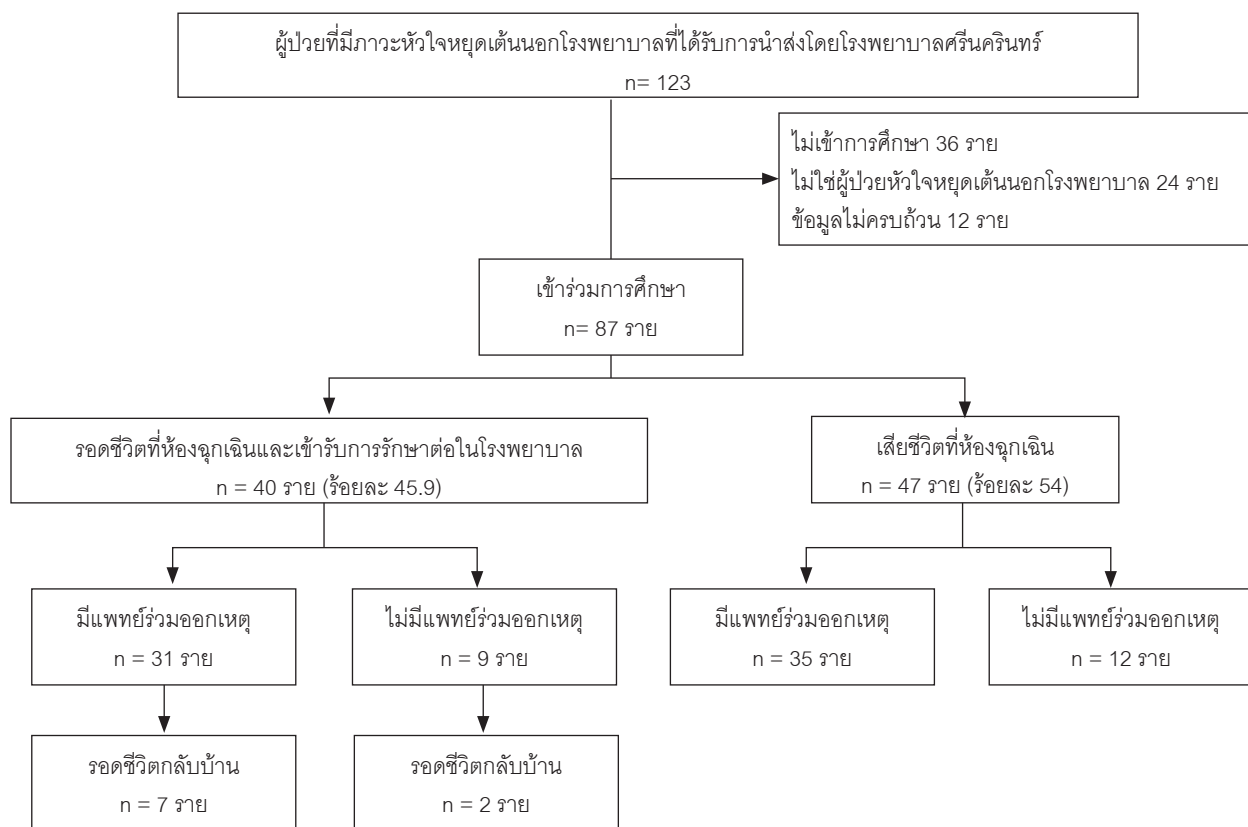 ผู้ป่วยที่มีภาวะหัวใจหยุดเต้นนอกโรงพยาบาลที่ได้รับการนำส่งโดยโรงพยาบาลศรีนครินทร์
n= 123
ไม่เข้าการศึกษา 36 ราย
ไม่ใช่ผู้ป่วยหัวใจหยุดเต้นนอกโรงพยาบาล 24 ราย
ข้อมูลไม่ครบถ้วน 12 ราย
เข้าร่วมการศึกษา
n= 87 ราย
รอดชีวิตที่ห้องฉุกเฉินและเข้ารับการรักษาต่อในโรงพยาบาล
n = 40 ราย (ร้อยละ 45.9)
เสียชีวิตที่ห้องฉุกเฉิน
n = 47 ราย (ร้อยละ 54)
มีแพทย์ร่วมออกเหตุ
n = 31 ราย
ไม่มีแพทย์ร่วมออกเหตุ
n = 9 ราย
มีแพทย์ร่วมออกเหตุ
n = 35 ราย
ไม่มีแพทย์ร่วมออกเหตุ
n = 12 ราย
รอดชีวิตกลับบ้าน
n = 7 ราย
รอดชีวิตกลับบ้าน
n = 2 ราย